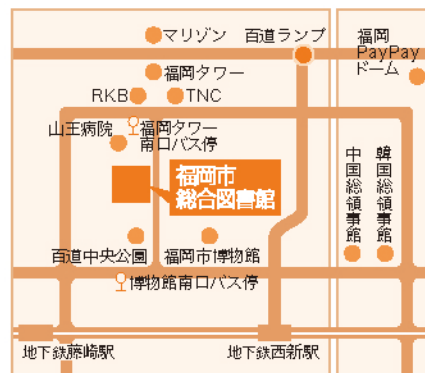 マリゾン
百道ランプ
福岡
PayPay
ドーム
福岡タワー
RKB
TNC
山王病院
福岡タワー
南口バス停
福岡市
総合図書館
中国総領事館
韓国総領事館
百道中央公園
福岡市博物館
博物館南口バス停
地下鉄藤崎駅
地下鉄西新駅